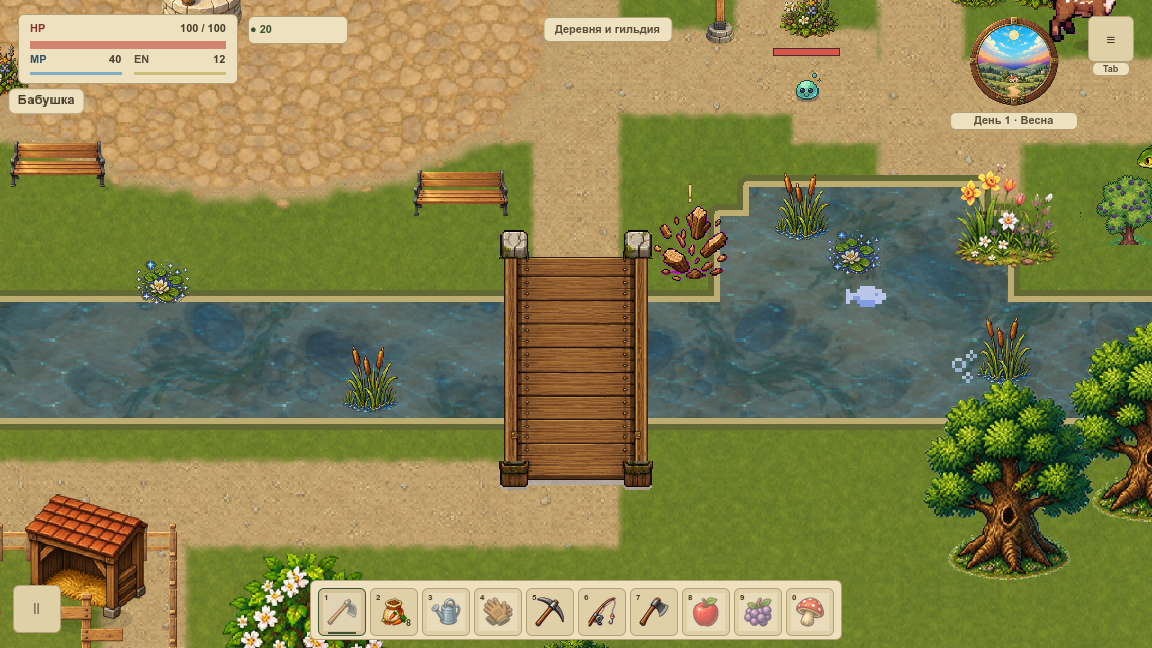 HP 100 / 100
MP 40 EN 12
● 20
Бабушка
Деревня и гильдия
≡
Tab
День 1 · Весна
!
II
1 2 3 4 5 6 7 8 9 0
8